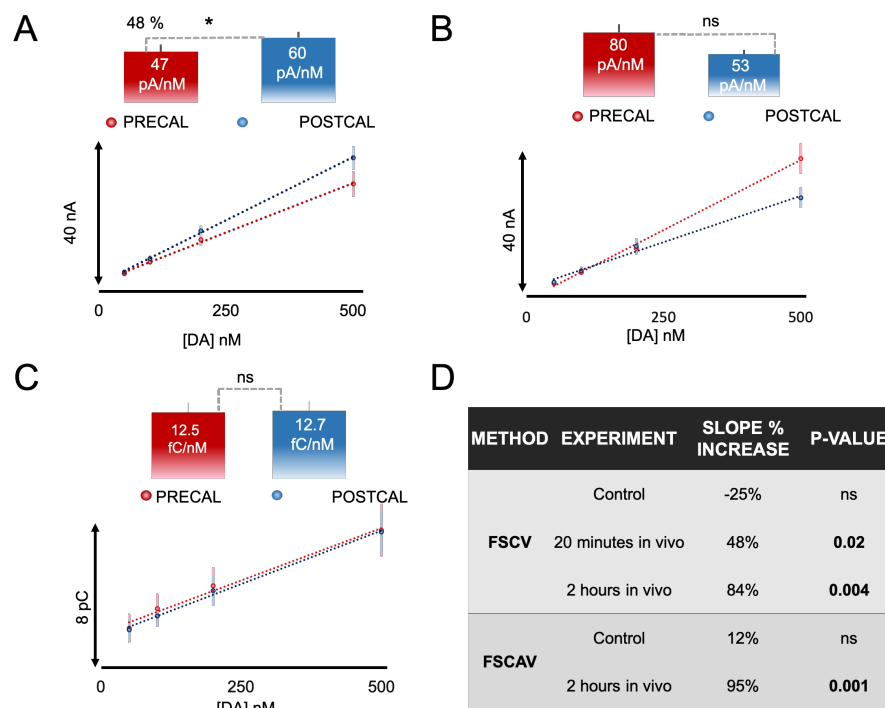 A
48 %
*
47
pA/nM
60
pA/nM
PRECAL
POSTCAL
40 nA
0
250
500
[DA] nM
B
ns
80
pA/nM
53
pA/nM
PRECAL
POSTCAL
40 nA
0
250
500
[DA] nM
C
ns
12.5
fC/nM
12.7
fC/nM
PRECAL
POSTCAL
8 pC
0
250
500
[DA] nM
D
METHOD EXPERIMENT SLOPE % INCREASE P-VALUE
FSCV
Control -25% ns
20 minutes in vivo 48% 0.02
2 hours in vivo 84% 0.004
FSCAV
Control 12% ns
2 hours in vivo 95% 0.001